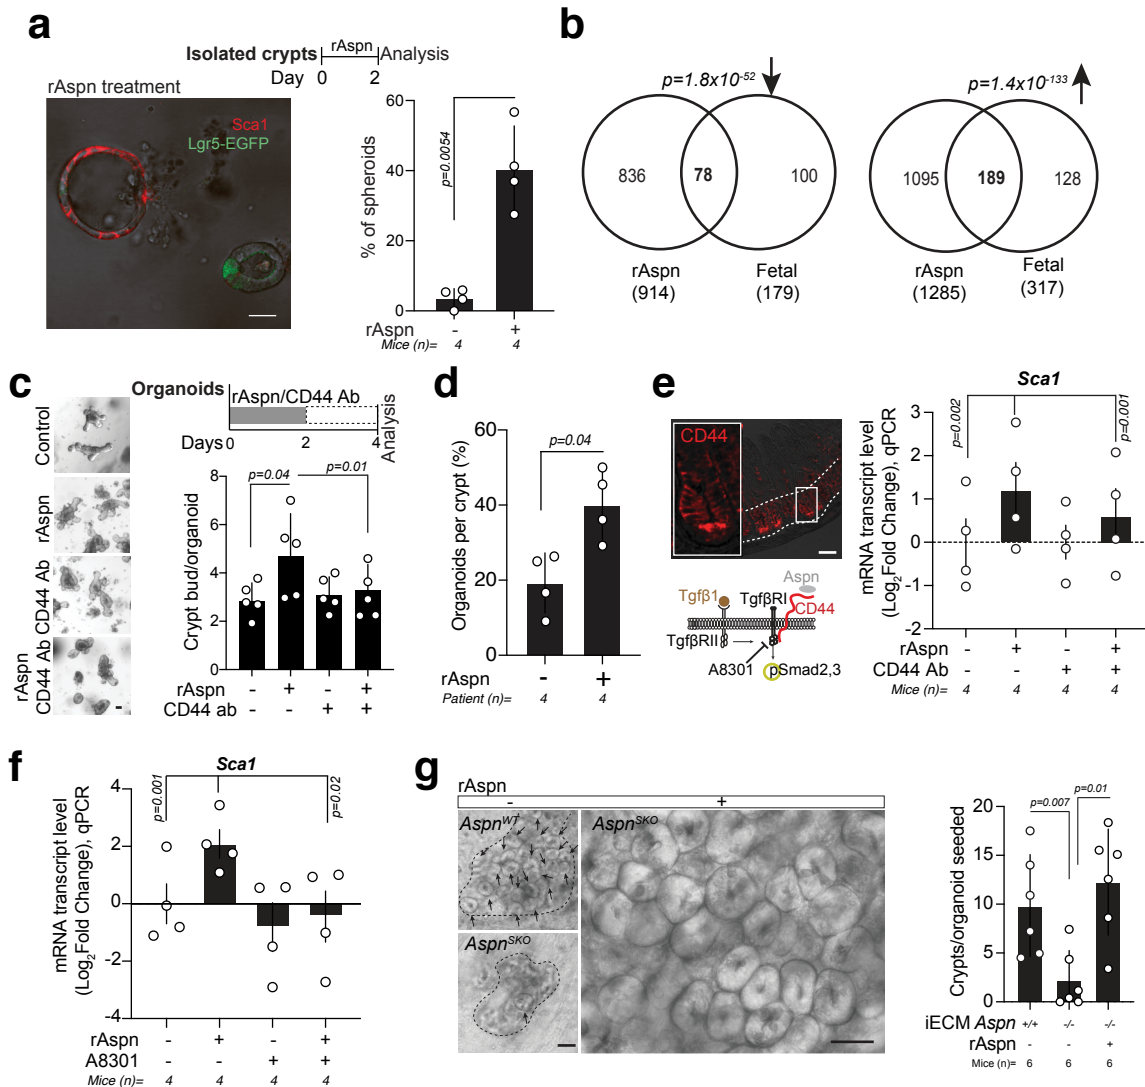 a
Isolated crypts
rAspn
Analysis
Day 0 2
rAspn treatment
Sca1
Lgr5-EGFP
% of spheroids
60
40
20
0
p=0.0054
rAspn - +
Mice (n)= 4 4
b
p=1.8x10-52
836 78 100
rAspn
(914)
Fetal
(179)
p=1.4x10-133
1095 189 128
rAspn
(1285)
Fetal
(317)
c
Organoids
rAspn/CD44 Ab
Analysis
Days 0 2 4
Control
rAspn
CD44 Ab
rAspn
CD44 Ab
Crypt bud/organoid
8
6
4
2
0
p=0.04
p=0.01
rAspn - + - +
CD44 ab - - + +
d
Organoids per crypt (%)
60
40
20
0
p=0.04
rAspn - +
Patient (n)= 4 4
e
CD44
Aspn
Tgfβ1
TgfβRI
CD44
TgfβRII
A8301
pSmad2,3
Sca1
mRNA transcript level
(Log2Fold Change), qPCR
3
2
1
0
-1
-2
p=0.002
p=0.001
rAspn - + - +
CD44 Ab - - + +
Mice (n)= 4 4 4 4
f
Sca1
mRNA transcript level
(Log2Fold Change), qPCR
4
2
0
-2
-4
p=0.001
p=0.02
rAspn - + - +
A8301 - - + +
Mice (n)= 4 4 4 4
g
rAspn
- +
AspnWT
AspnSKO
AspnSKO
Crypts/organoid seeded
20
15
10
5
0
p=0.007
p=0.01
iECM Aspn +/+ -/- -/-
rAspn - - +
Mice (n)= 6 6 6